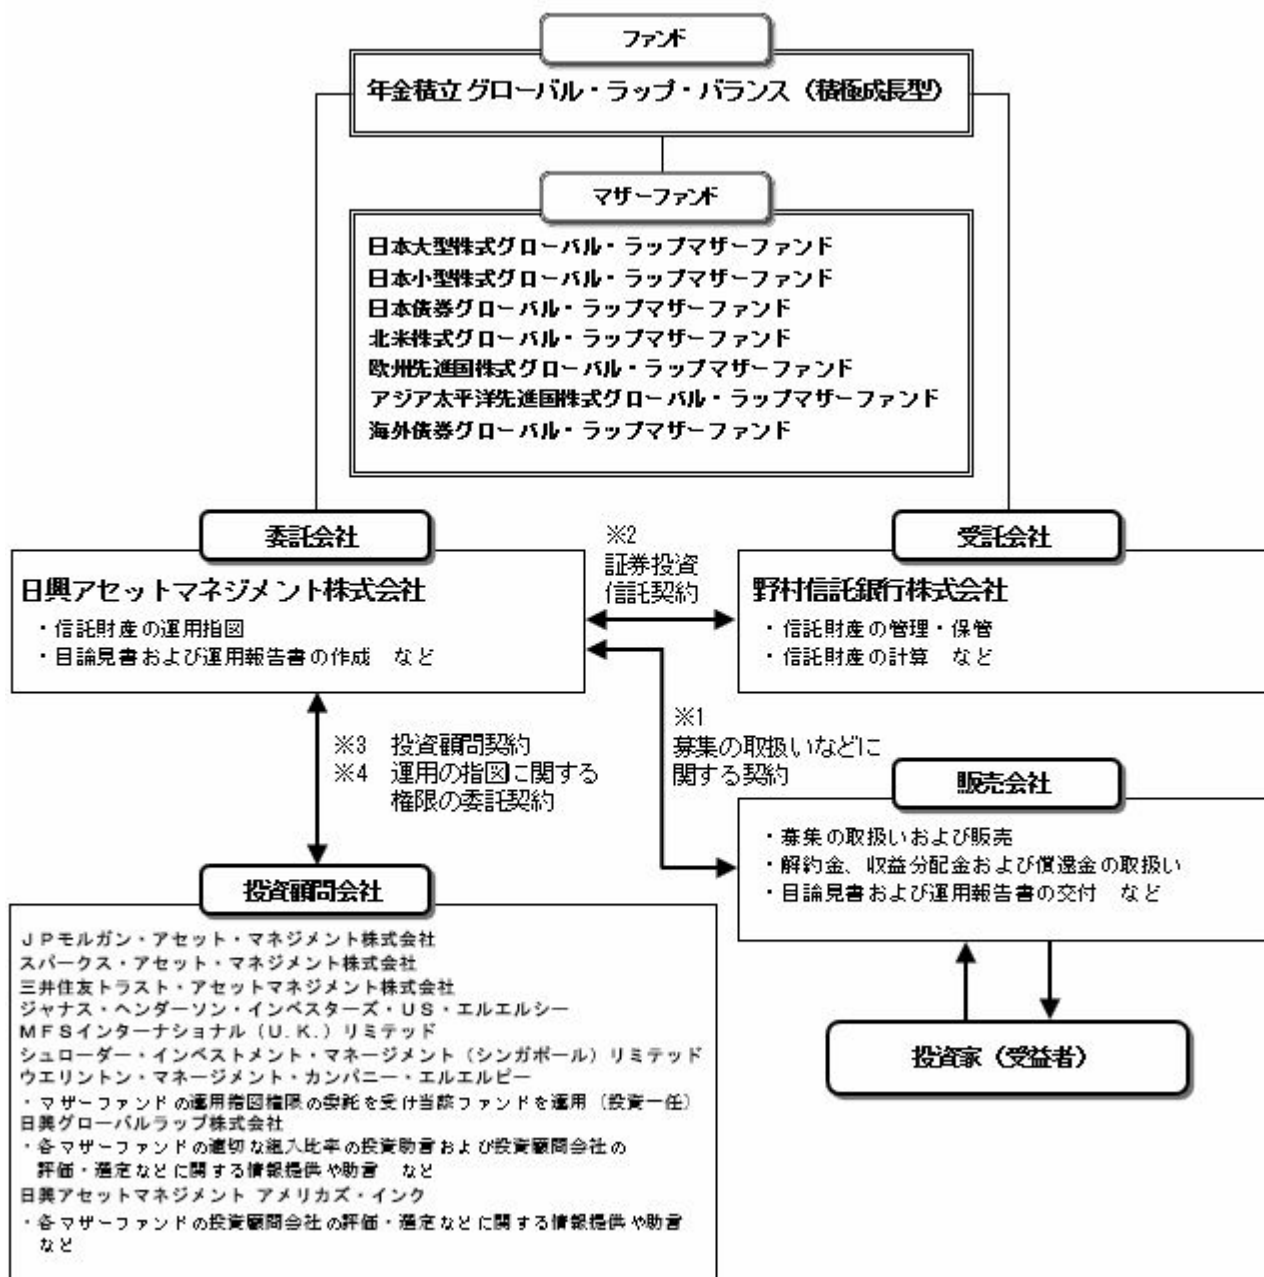 ファンド
年金積立 グローバル・ラップ・バランス（積極成長型）
マザーファンド
日本大型株式グローバル・ラップマザーファンド
日本小型株式グローバル・ラップマザーファンド
日本債券グローバル・ラップマザーファンド
北米株式グローバル・ラップマザーファンド
欧州先進国株式グローバル・ラップマザーファンド
アジア太平洋先進国株式グローバル・ラップマザーファンド
海外債券グローバル・ラップマザーファンド
委託会社
日興アセットマネジメント株式会社
・信託財産の運用指図
・目論見書および運用報告書の作成　など
※2
証券投資
信託契約
受託会社
野村信託銀行株式会社
・信託財産の管理・保管
・信託財産の計算　など
※3　投資顧問契約
※4　運用の指図に関する
権限の委託契約
※1
募集の取扱いなどに
関する契約
販売会社
・募集の取扱いおよび販売
・解約金、収益分配金および償還金の取扱い
・目論見書および運用報告書の交付　など
投資顧問会社
ＪＰモルガン・アセット・マネジメント株式会社
スパークス・アセット・マネジメント株式会社
三井住友トラスト・アセットマネジメント株式会社
ジャナス・ヘンダーソン・インベスターズ・ＵＳ・エルエルシー
ＭＦＳインターナショナル（Ｕ．Ｋ．）リミテッド
シュローダー・インベストメント・マネージメント（シンガポール）リミテッド
ウエリントン・マネージメント・カンパニー・エルエルピー
・マザーファンドの運用指図権限の委託を受け当該ファンドを運用（投資一任）
日興グローバルラップ株式会社
・各マザーファンドの適切な組入比率の投資助言および投資顧問会社の
評価・選定などに関する情報提供や助言　など
日興アセットマネジメント アメリカズ・インク
・各マザーファンドの投資顧問会社の評価・選定などに関する情報提供や助言
など
投資家（受益者）